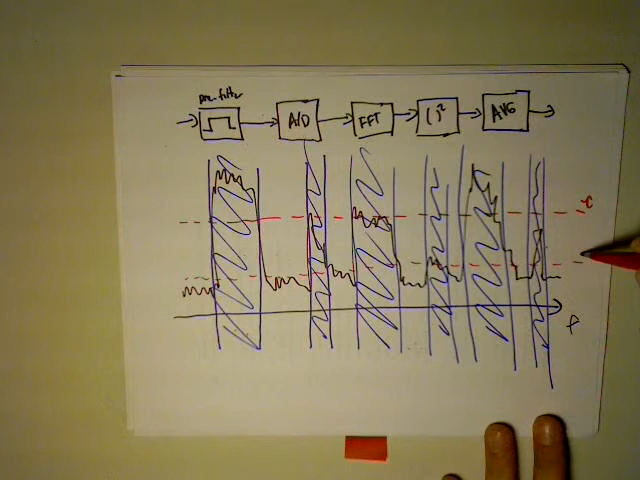 pre-filter
A/D
FFT
( )²
AVG
τ
f